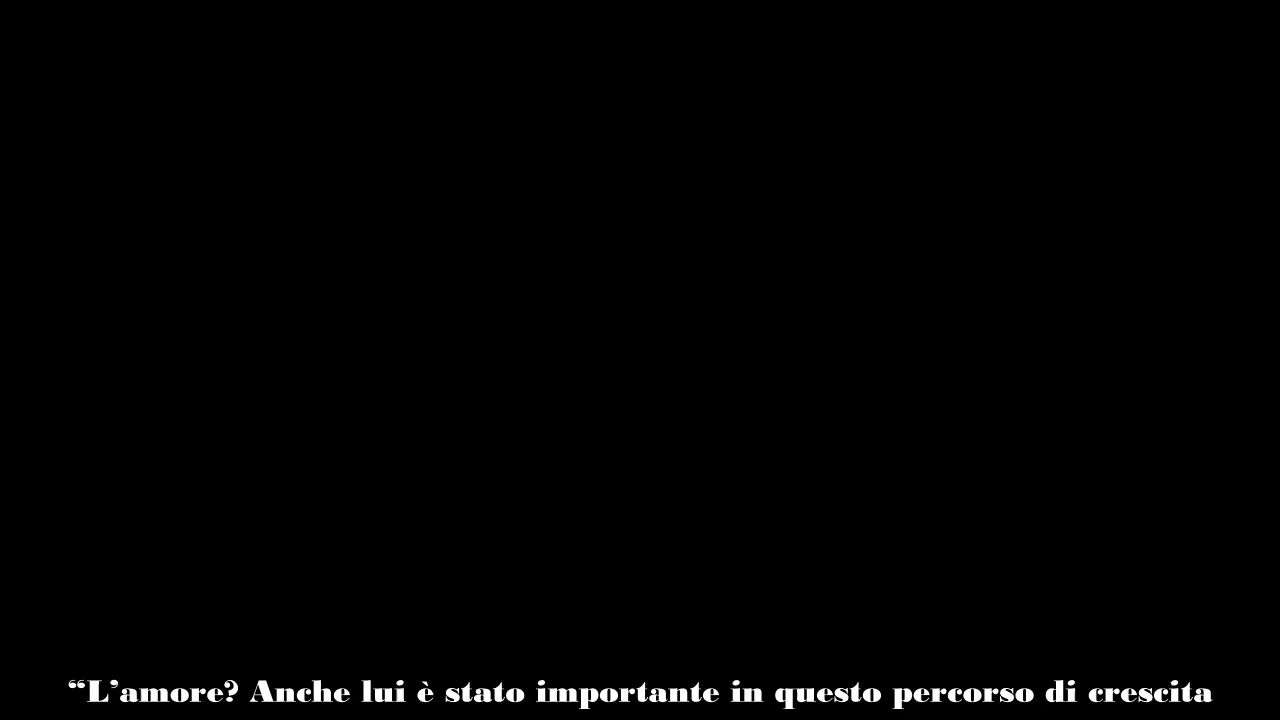 “L’amore? Anche lui è stato importante in questo percorso di crescita